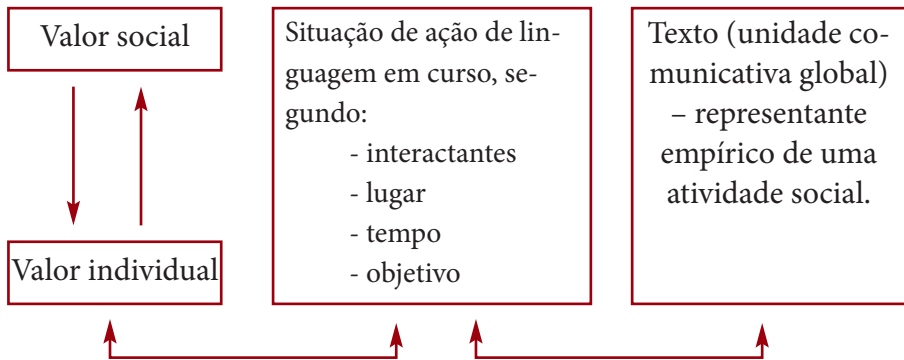 Valor social
Valor individual
Situação de ação de lin-
guagem em curso, se-
gundo:
- interactantes
- lugar
- tempo
- objetivo
Texto (unidade co-
municativa global)
– representante
empírico de uma
atividade social.